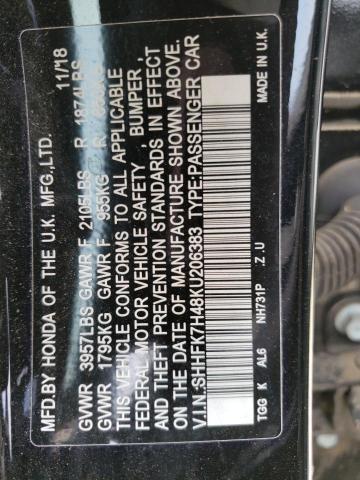 MFD.BY HONDA OF THE U.K. MFG.,LTD. 11/18
GVWR 3957LBS GAWR F 2105LBS R 1874LBS
GVWR 1795KG GAWR F 955KG R 850KG
THIS VEHICLE CONFORMS TO ALL APPLICABLE
FEDERAL MOTOR VEHICLE SAFETY , BUMPER ,
AND THEFT PREVENTION STANDARDS IN EFFECT
ON THE DATE OF MANUFACTURE SHOWN ABOVE.
V.I.N.:SHHFK7H48KU206383 TYPE:PASSENGER CAR
TGG K AL6 NH731P .Z .U MADE IN U.K.